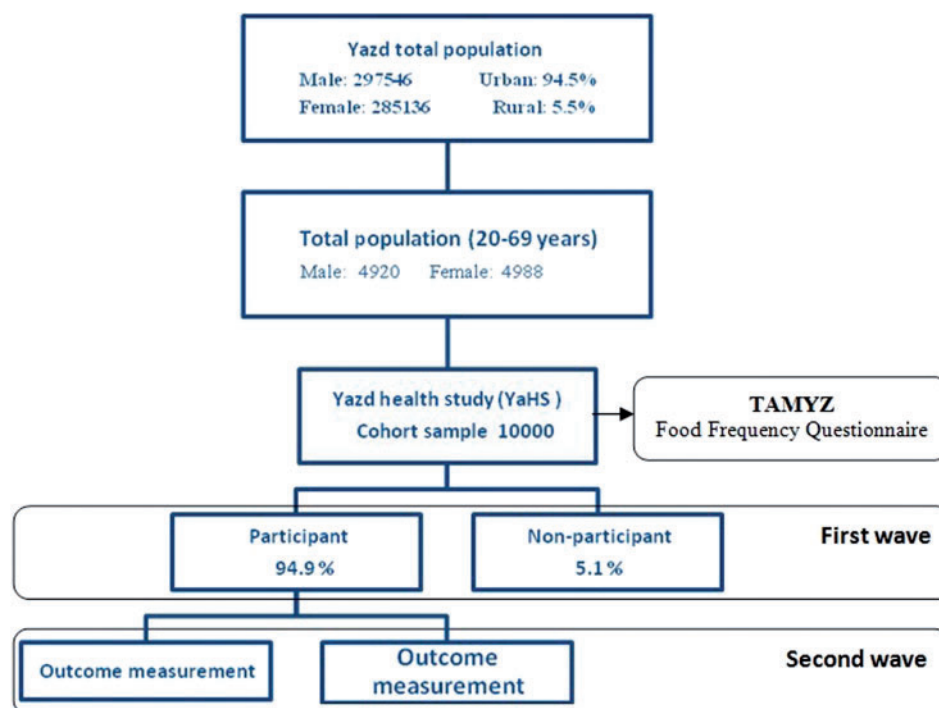 Yazd total population
Male: 297546 Urban: 94.5%
Female: 285136 Rural: 5.5%
Total population (20-69 years)
Male: 4920 Female: 4988
Yazd health study (YaHS )
Cohort sample 10000
TAMYZ
Food Frequency Questionnaire
First wave
Participant
94.9%
Non-participant
5.1%
Second wave
Outcome measurement
Outcome
measurement